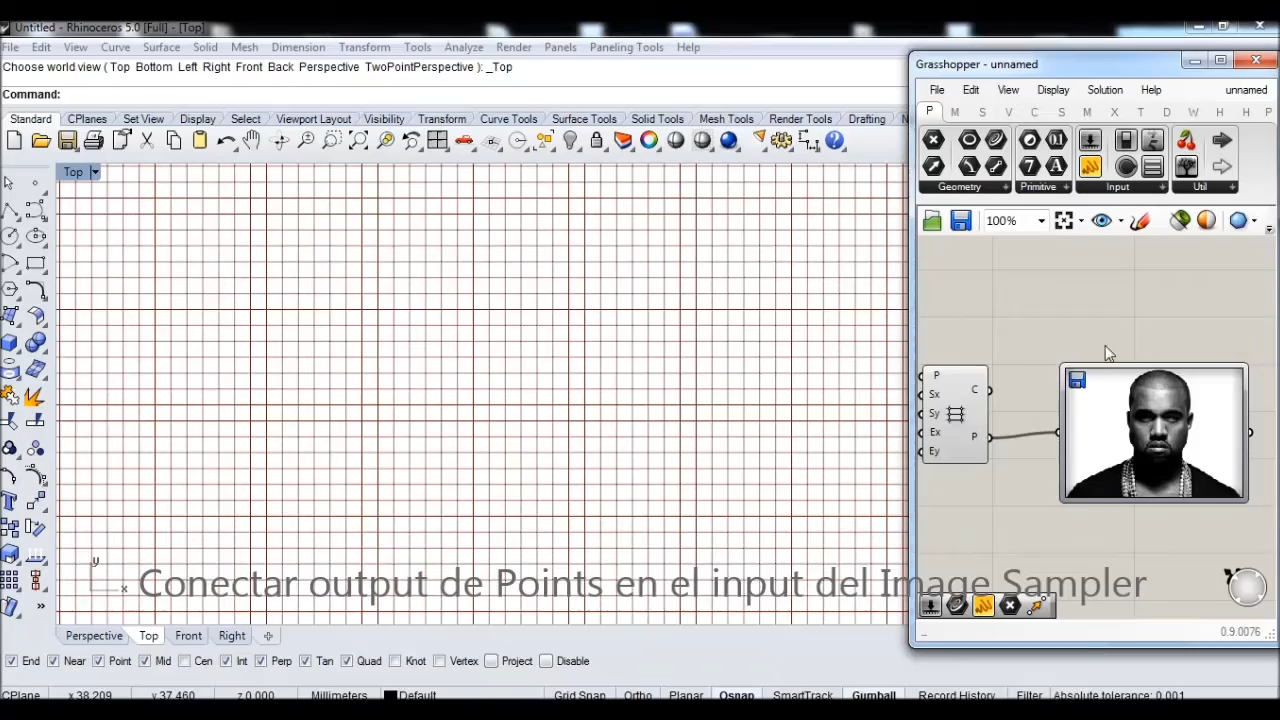 Untitled - Rhinoceros 5.0 [Full] - [Top]
File Edit View Curve Surface Solid Mesh Dimension Transform Tools Analyze Render Panels Paneling Tools Help
Choose world view ( Top Bottom Left Right Front Back Perspective TwoPointPerspective ): _Top
Command:
Standard CPlanes Set View Display Select Viewport Layout Visibility Transform Curve Tools Surface Tools Solid Tools Mesh Tools Render Tools Drafting
Top
y
x
Grasshopper - unnamed
File Edit View Display Solution Help unnamed
P M S V C S M X T D W H P
Geometry + Primitive + Input + Util +
100%
P
Sx
Sy
Ex
Ey
C
P
Conectar output de Points en el input del Image Sampler
0.9.0076
Perspective Top Front Right
End Near Point Mid Cen Int Perp Tan Quad Knot Vertex Project Disable
CPlane x 38.209 y 37.460 z 0.000 Millimeters Default Grid Snap Ortho Planar Osnap SmartTrack Gumball Record History Filter Absolute tolerance: 0.001